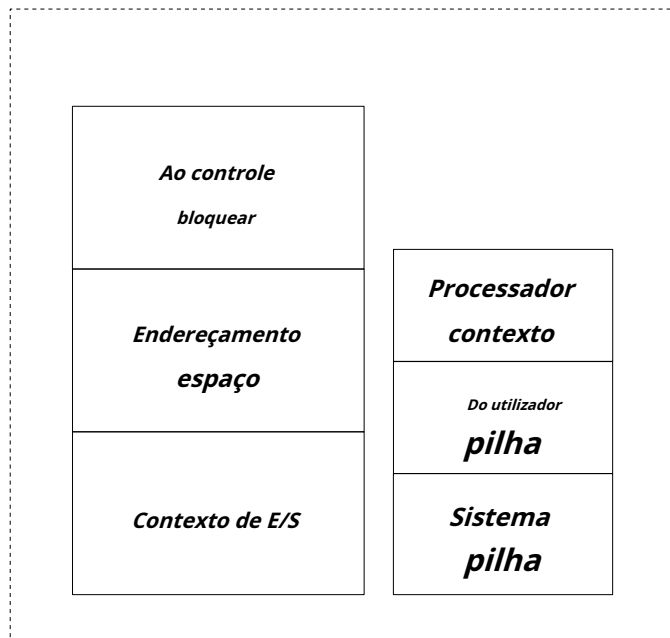 Ao controle
bloquear
Endereçamento
espaço
Contexto de E/S
Processador
contexto
Do utilizador
pilha
Sistema
pilha